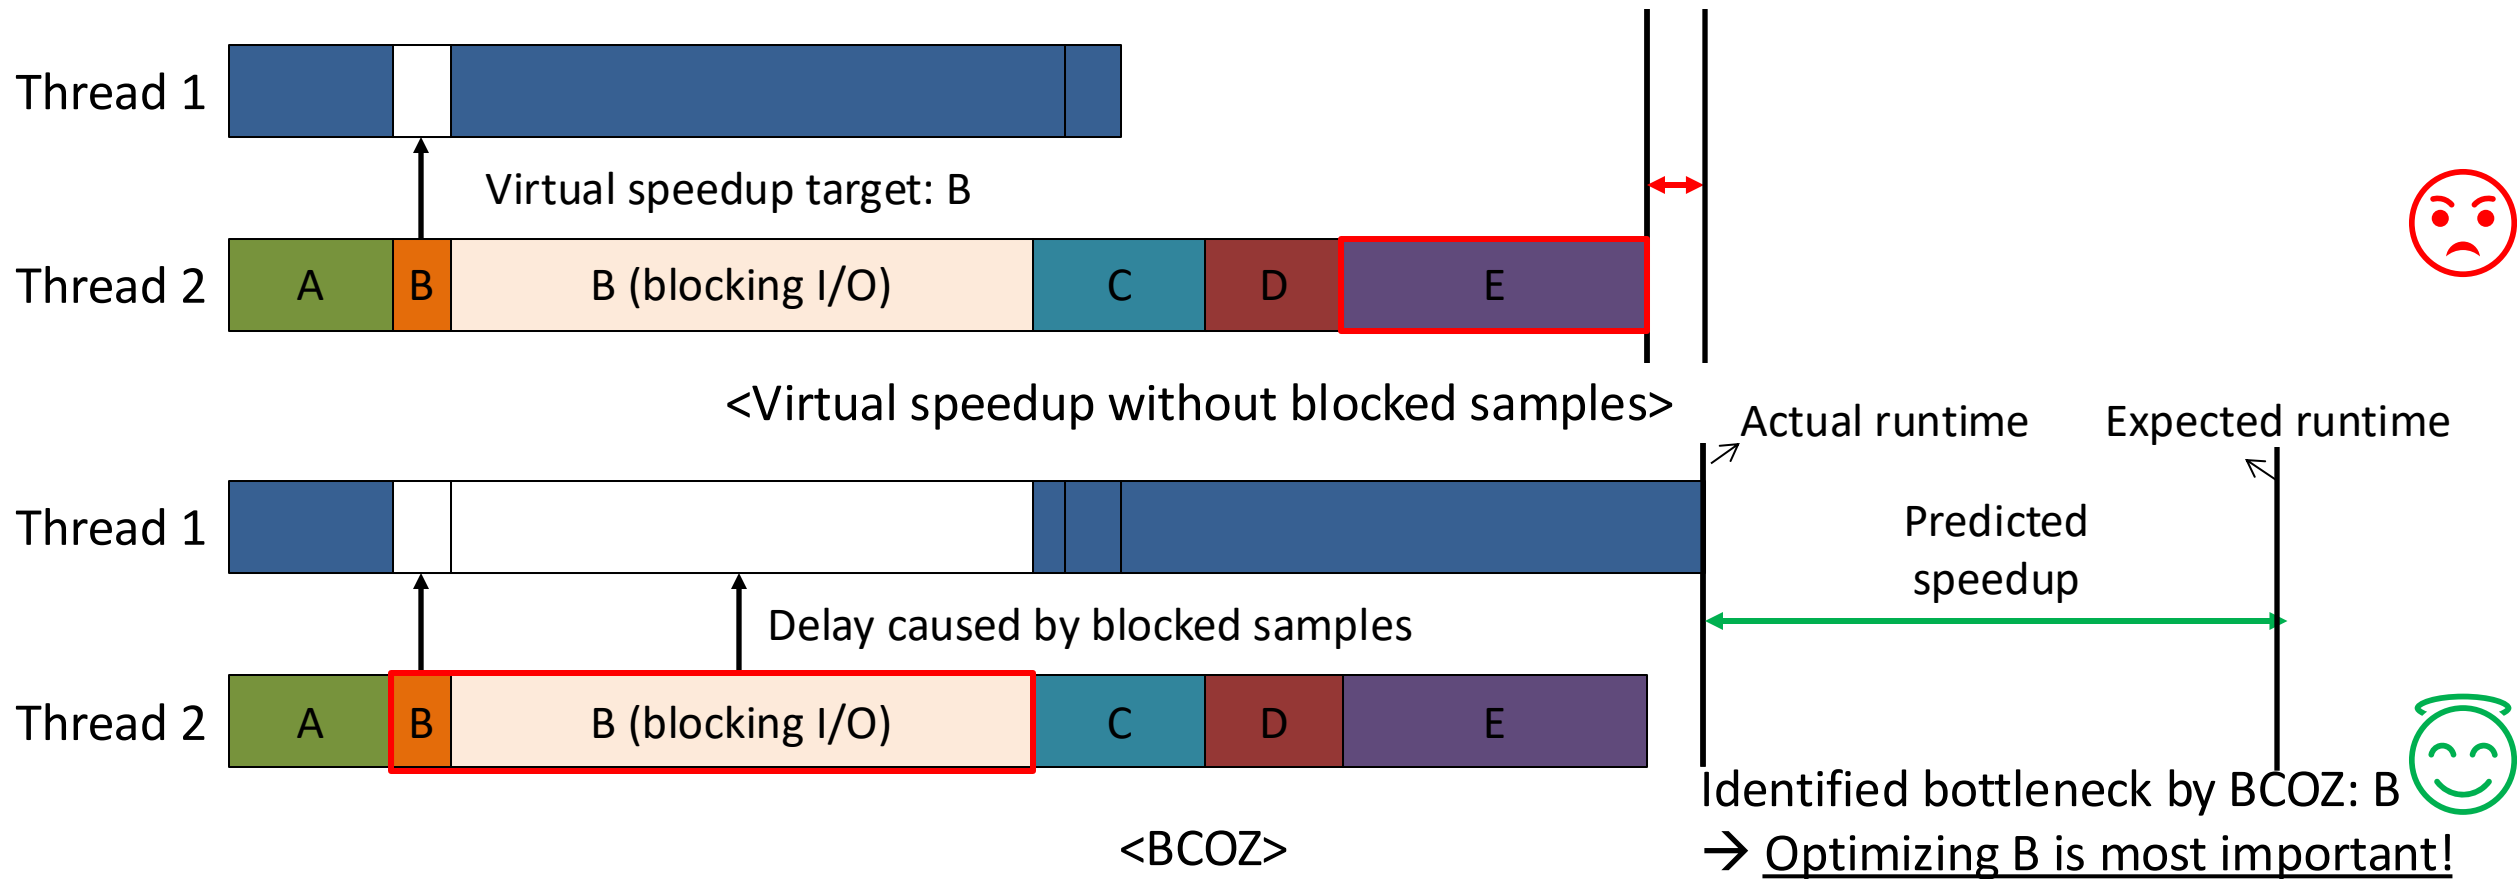 Thread 1
Virtual speedup target: B
Thread 2
A
B
B (blocking I/O)
C
D
E
<Virtual speedup without blocked samples>
Actual runtime
Expected runtime
Thread 1
Predicted
speedup
Delay caused by blocked samples
Thread 2
A
B
B (blocking I/O)
C
D
E
Identified bottleneck by BCOZ: B
<BCOZ>
→ Optimizing B is most important!